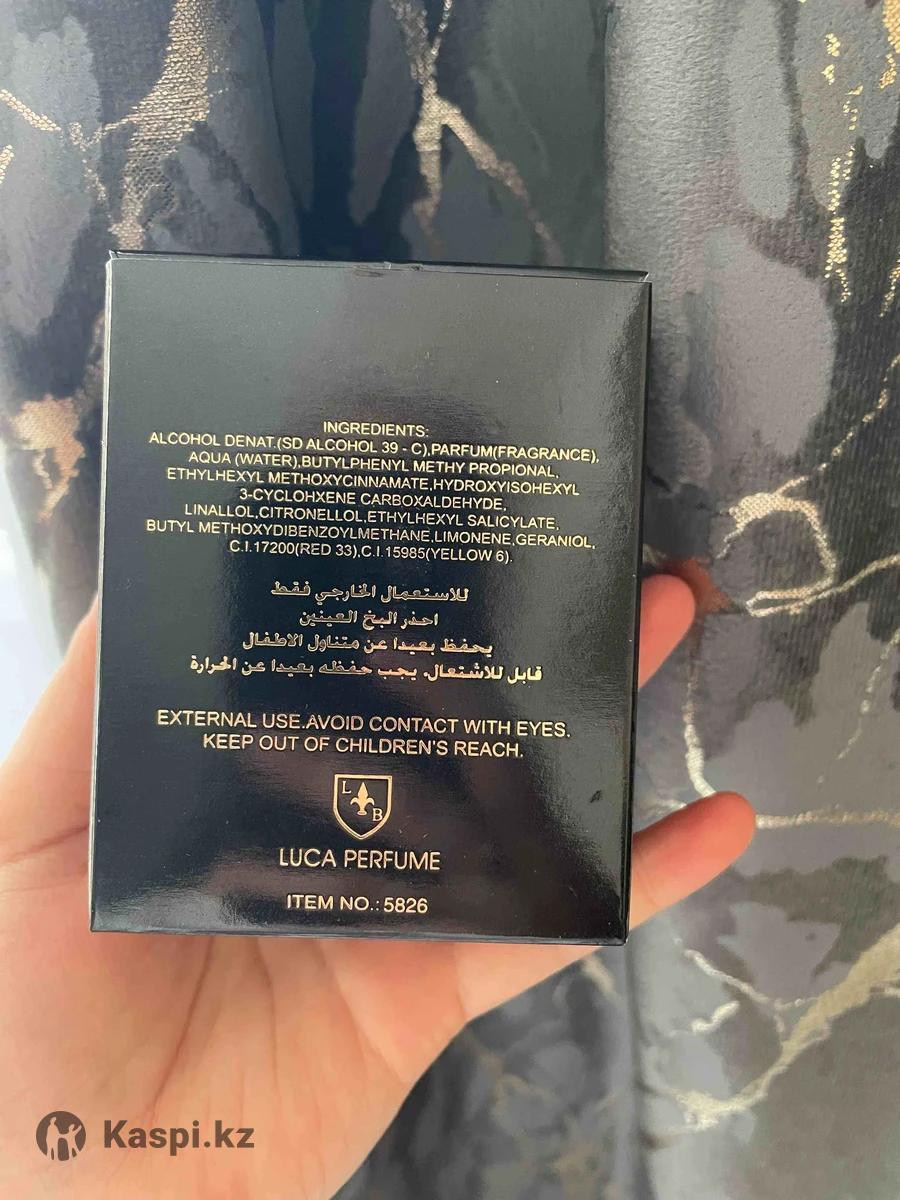 INGREDIENTS:
ALCOHOL DENAT.(SD ALCOHOL 39 - C),PARFUM(FRAGRANCE),
AQUA (WATER),BUTYLPHENYL METHY PROPIONAL,
ETHYLHEXYL METHOXYCINNAMATE,HYDROXYISOHEXYL
3-CYCLOHXENE CARBOXALDEHYDE,
LINALLOL,CITRONELLOL,ETHYLHEXYL SALICYLATE,
BUTYL METHOXYDIBENZOYLMETHANE,LIMONENE,GERANIOL,
C.I.17200(RED 33),C.I.15985(YELLOW 6).
للاستعمال الخارجي فقط
احذر البخ العينين
يحفظ بعيدا عن متناول الاطفال
قابل للاشتعال. يجب حفظه بعيدا عن الحرارة
EXTERNAL USE.AVOID CONTACT WITH EYES.
KEEP OUT OF CHILDREN'S REACH.
L
B
LUCA PERFUME
ITEM NO.: 5826
Kaspi.kz